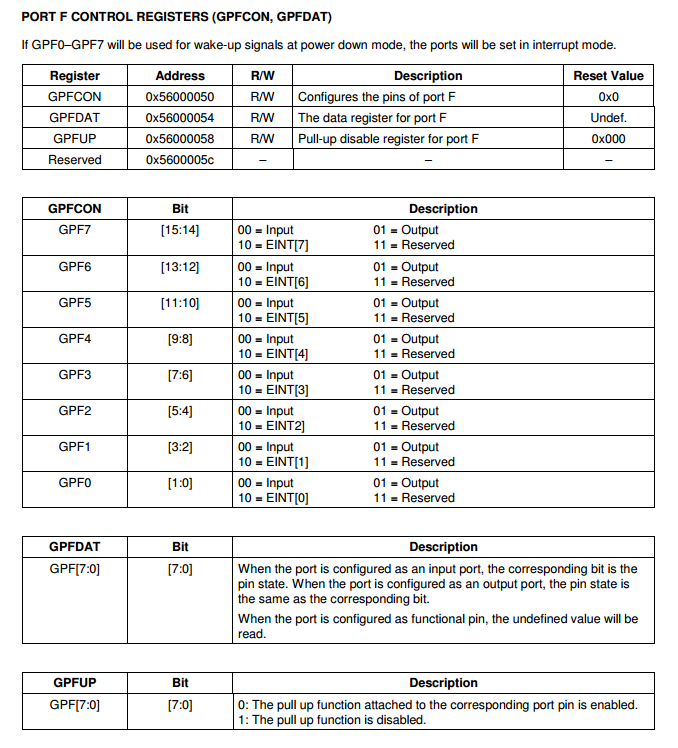 PORT F CONTROL REGISTERS (GPFCON, GPFDAT)
If GPF0–GPF7 will be used for wake-up signals at power down mode, the ports will be set in interrupt mode.
Register Address R/W Description Reset Value
GPFCON 0x56000050 R/W Configures the pins of port F 0x0
GPFDAT 0x56000054 R/W The data register for port F Undef.
GPFUP 0x56000058 R/W Pull-up disable register for port F 0x000
Reserved 0x5600005c – – –
GPFCON Bit Description
GPF7 [15:14] 00 = Input 01 = Output
10 = EINT[7] 11 = Reserved
GPF6 [13:12] 00 = Input 01 = Output
10 = EINT[6] 11 = Reserved
GPF5 [11:10] 00 = Input 01 = Output
10 = EINT[5] 11 = Reserved
GPF4 [9:8] 00 = Input 01 = Output
10 = EINT[4] 11 = Reserved
GPF3 [7:6] 00 = Input 01 = Output
10 = EINT[3] 11 = Reserved
GPF2 [5:4] 00 = Input 01 = Output
10 = EINT2] 11 = Reserved
GPF1 [3:2] 00 = Input 01 = Output
10 = EINT[1] 11 = Reserved
GPF0 [1:0] 00 = Input 01 = Output
10 = EINT[0] 11 = Reserved
GPFDAT Bit Description
GPF[7:0] [7:0] When the port is configured as an input port, the corresponding bit is the
pin state. When the port is configured as an output port, the pin state is
the same as the corresponding bit.
When the port is configured as functional pin, the undefined value will be
read.
GPFUP Bit Description
GPF[7:0] [7:0] 0: The pull up function attached to the corresponding port pin is enabled.
1: The pull up function is disabled.